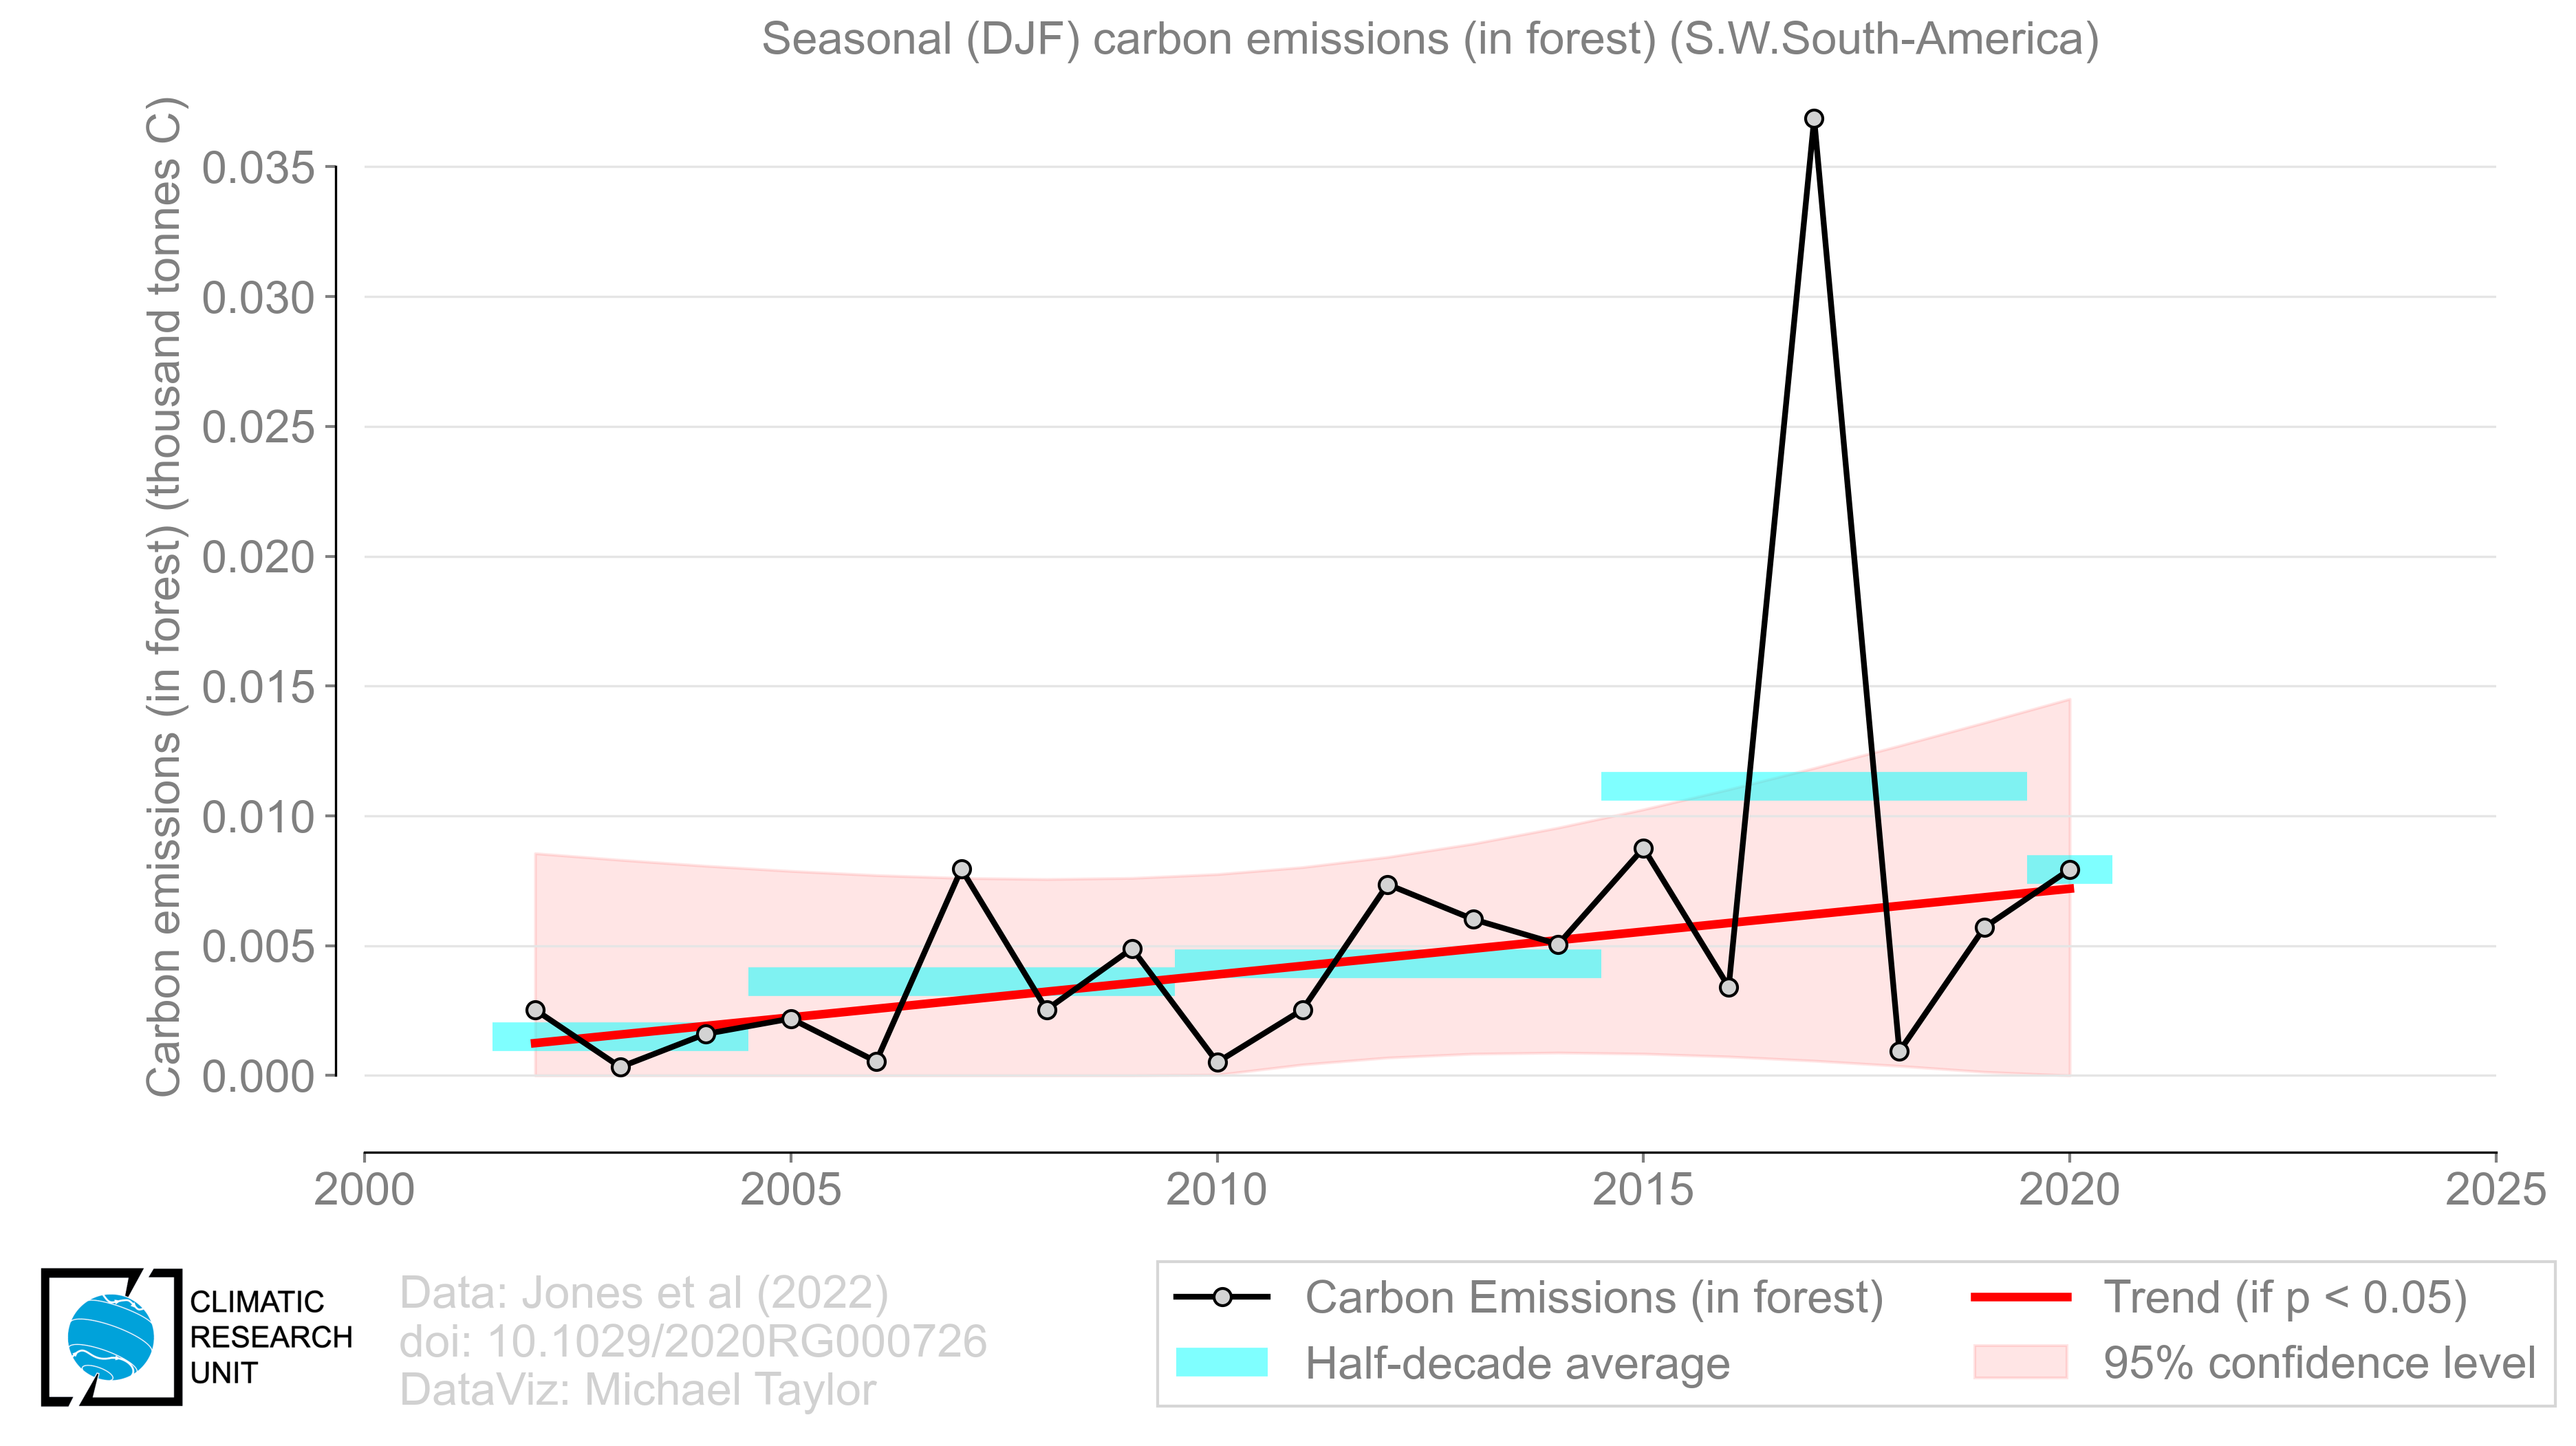 Seasonal (DJF) carbon emissions (in forest) (S.W.South-America)
Carbon emissions (in forest) (thousand tonnes C)
0.035
0.030
0.025
0.020
0.015
0.010
0.005
0.000
2000
2005
2010
2015
2020
2025
CLIMATIC
RESEARCH
UNIT
Data: Jones et al (2022)
doi: 10.1029/2020RG000726
DataViz: Michael Taylor
Carbon Emissions (in forest)
Half-decade average
Trend (if p < 0.05)
95% confidence level